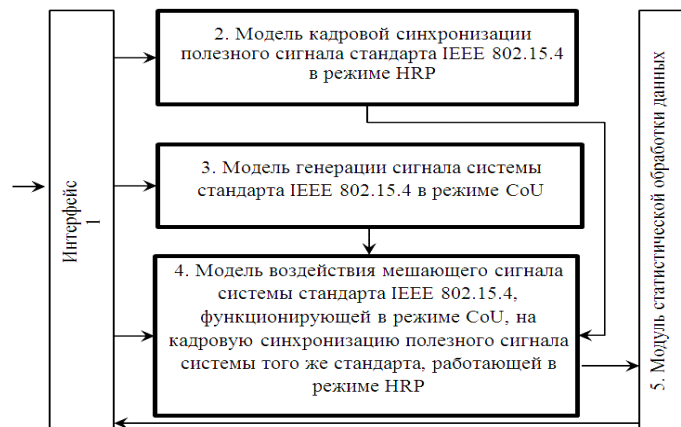 2. Модель кадровой синхронизации
полезного сигнала стандарта IEEE 802.15.4
в режиме HRP
3. Модель генерации сигнала системы
стандарта IEEE 802.15.4 в режиме CoU
Интерфейс
1
4. Модель воздействия мешающего сигнала
системы стандарта IEEE 802.15.4,
функционирующей в режиме CoU, на
кадровую синхронизацию полезного сигнала
системы того же стандарта, работающей в
режиме HRP
5. Модуль статистической обработки данных